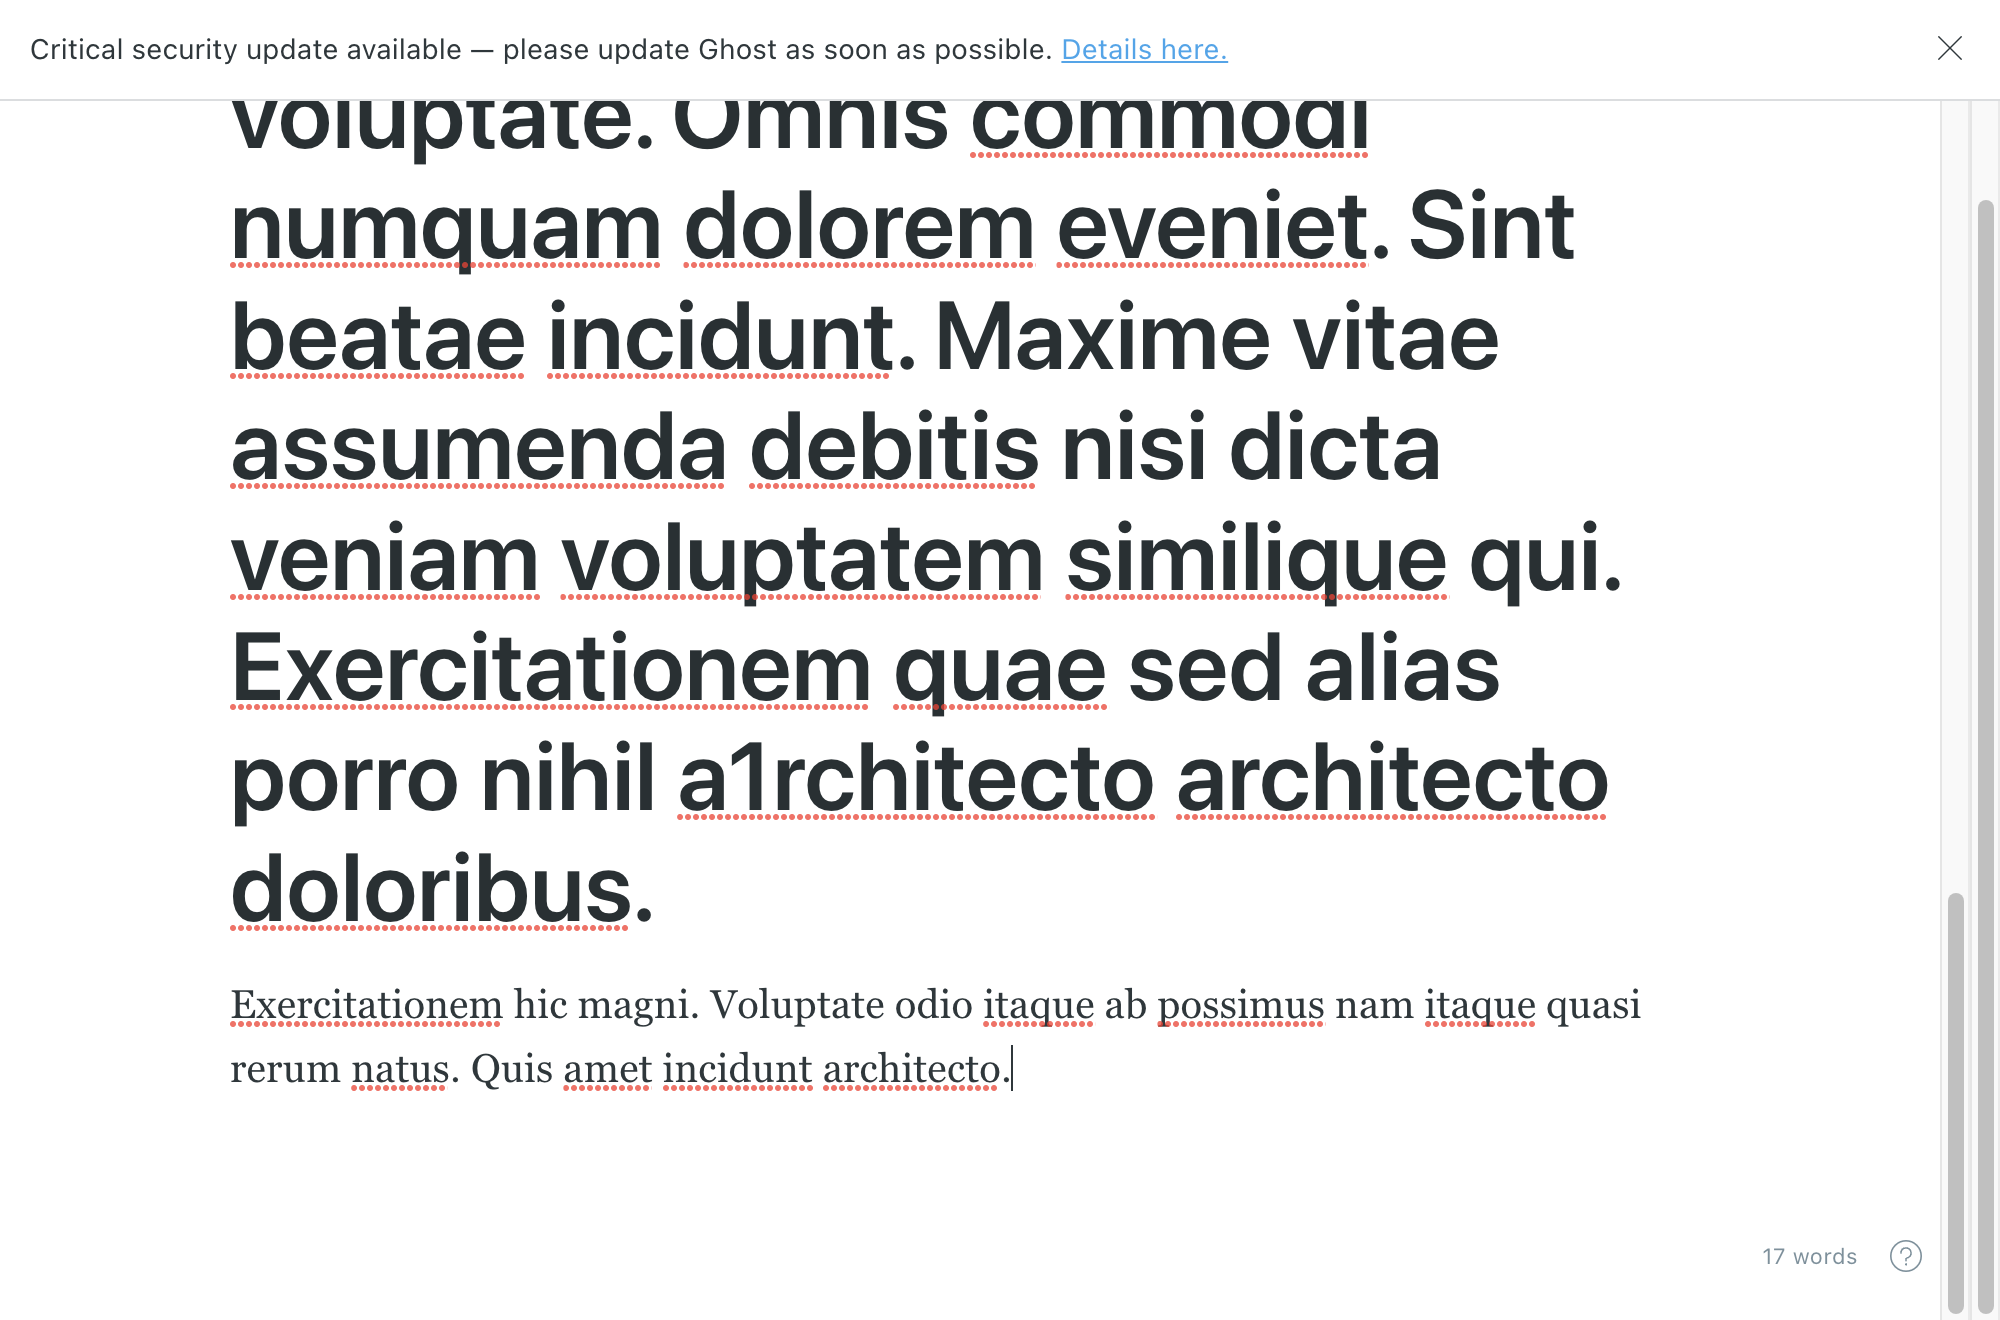 Critical security update available — please update Ghost as soon as possible. Details here.
voluptate. Omnis commodi
numquam dolorem eveniet. Sint
beatae incidunt. Maxime vitae
assumenda debitis nisi dicta
veniam voluptatem similique qui.
Exercitationem quae sed alias
porro nihil a1rchitecto architecto
doloribus.
Exercitationem hic magni. Voluptate odio itaque ab possimus nam itaque quasi
rerum natus. Quis amet incidunt architecto.
17 words ?